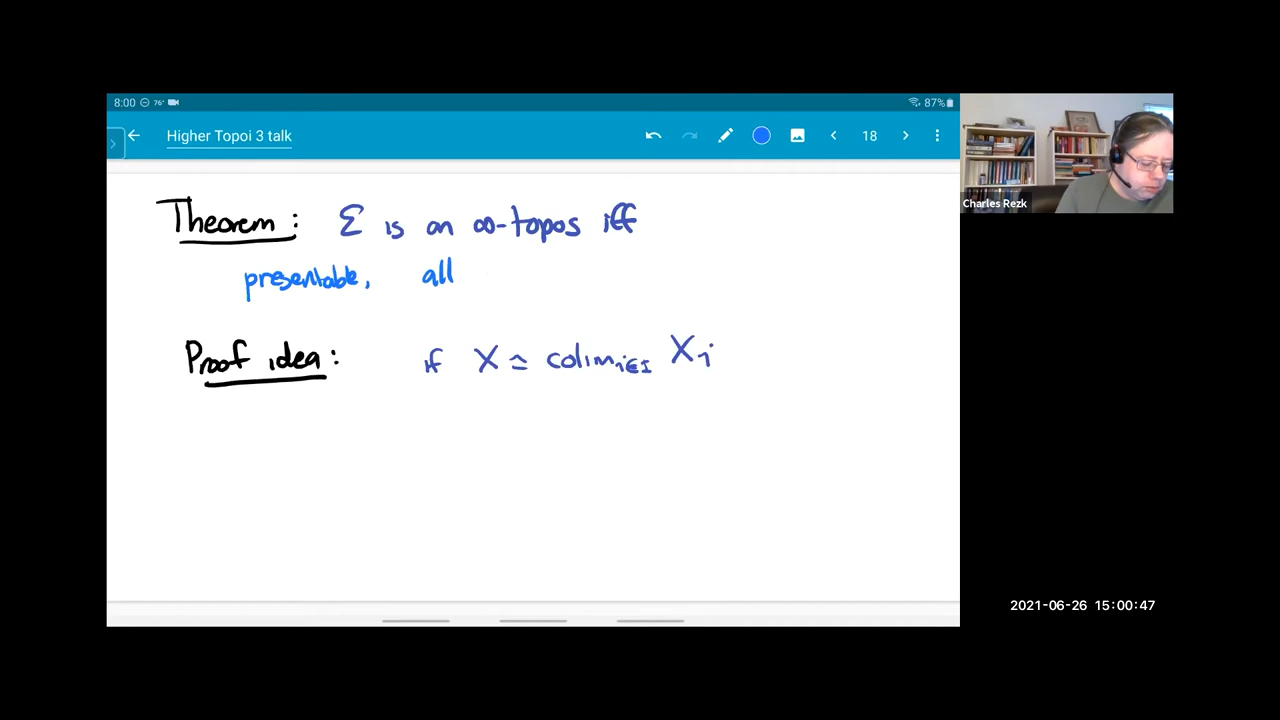 8:00 76° 87%
Higher Topoi 3 talk 18
Charles Rezk
Theorem: ℰ is an ∞-topos iff
presentable, all
Proof idea: if X ≃ colim i∈I Xi
2021-06-26 15:00:47